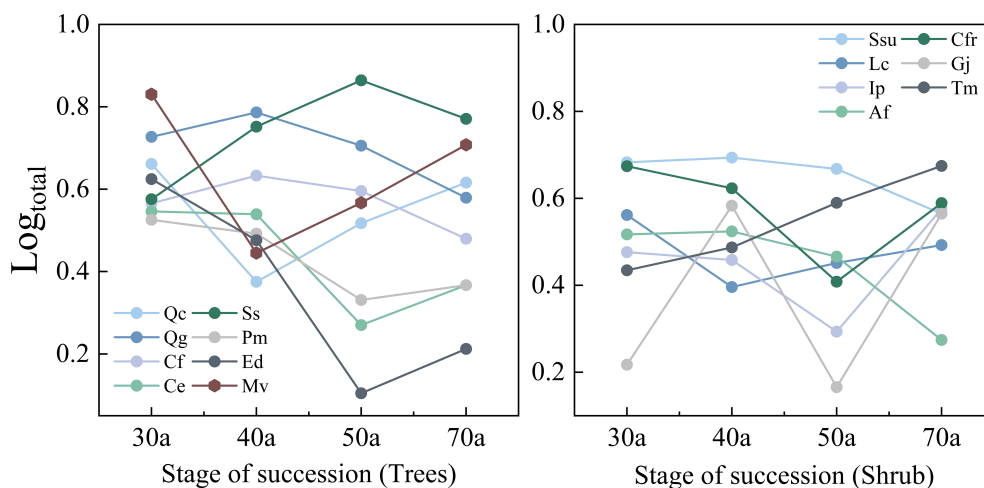 Log_total
1.0
0.8
0.6
0.4
0.2
Qc Ss
Qg Pm
Cf Ed
Ce Mv
30a 40a 50a 70a
Stage of succession (Trees)
1.0
0.8
0.6
0.4
0.2
Ssu Cfr
Lc Gj
Ip Tm
Af
30a 40a 50a 70a
Stage of succession (Shrub)